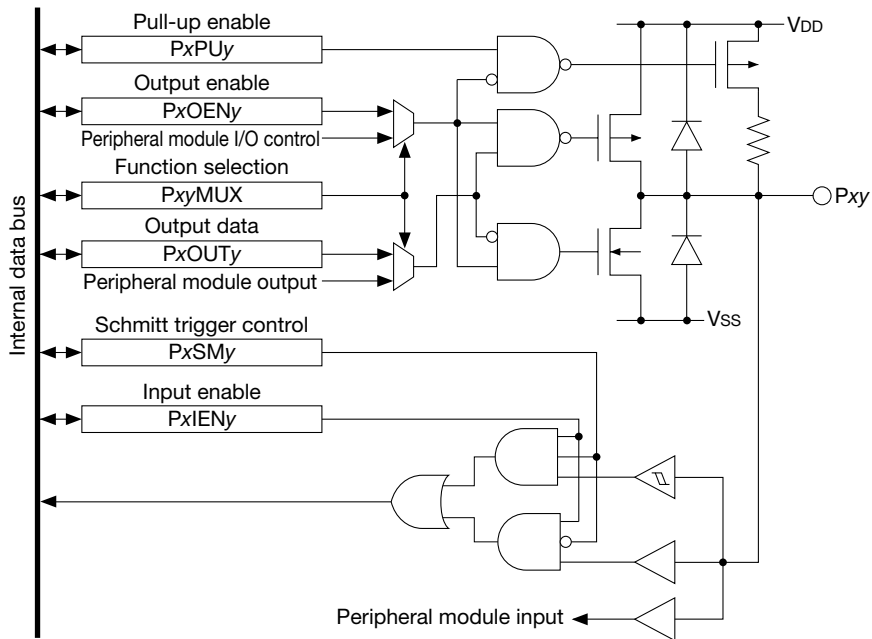 Pull-up enable
PxPUy
VDD
Output enable
PxOENy
Peripheral module I/O control
Function selection
PxyMUX
Pxy
Output data
PxOUTy
Peripheral module output
Internal data bus
VSS
Schmitt trigger control
PxSMy
Input enable
PxIENy
Peripheral module input